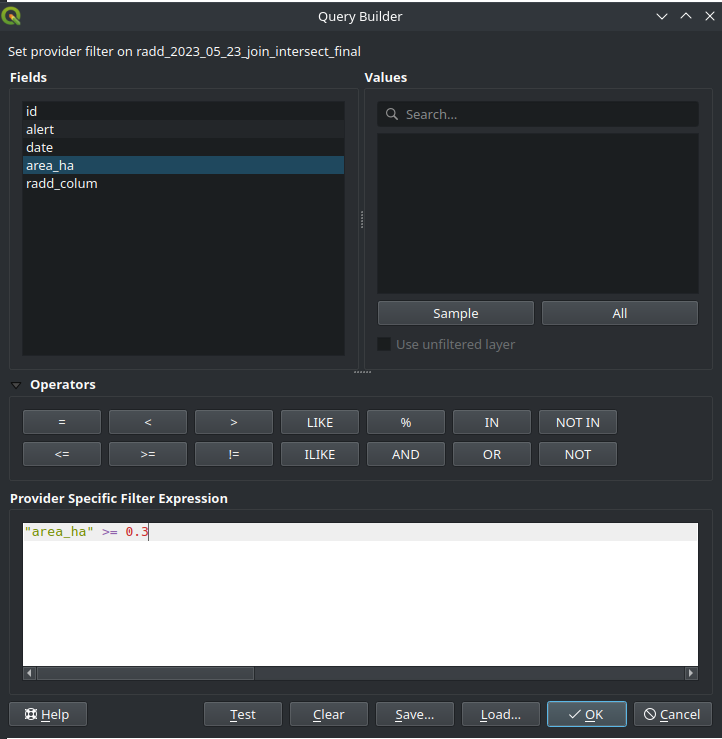 Query Builder
Set provider filter on radd_2023_05_23_join_intersect_final
Fields
Values
id
alert
date
area_ha
radd_colum
Search...
Sample
All
Use unfiltered layer
Operators
=
<
>
LIKE
%
IN
NOT IN
<=
>=
!=
ILIKE
AND
OR
NOT
Provider Specific Filter Expression
"area_ha" >= 0.3
Help
Test
Clear
Save...
Load...
OK
Cancel